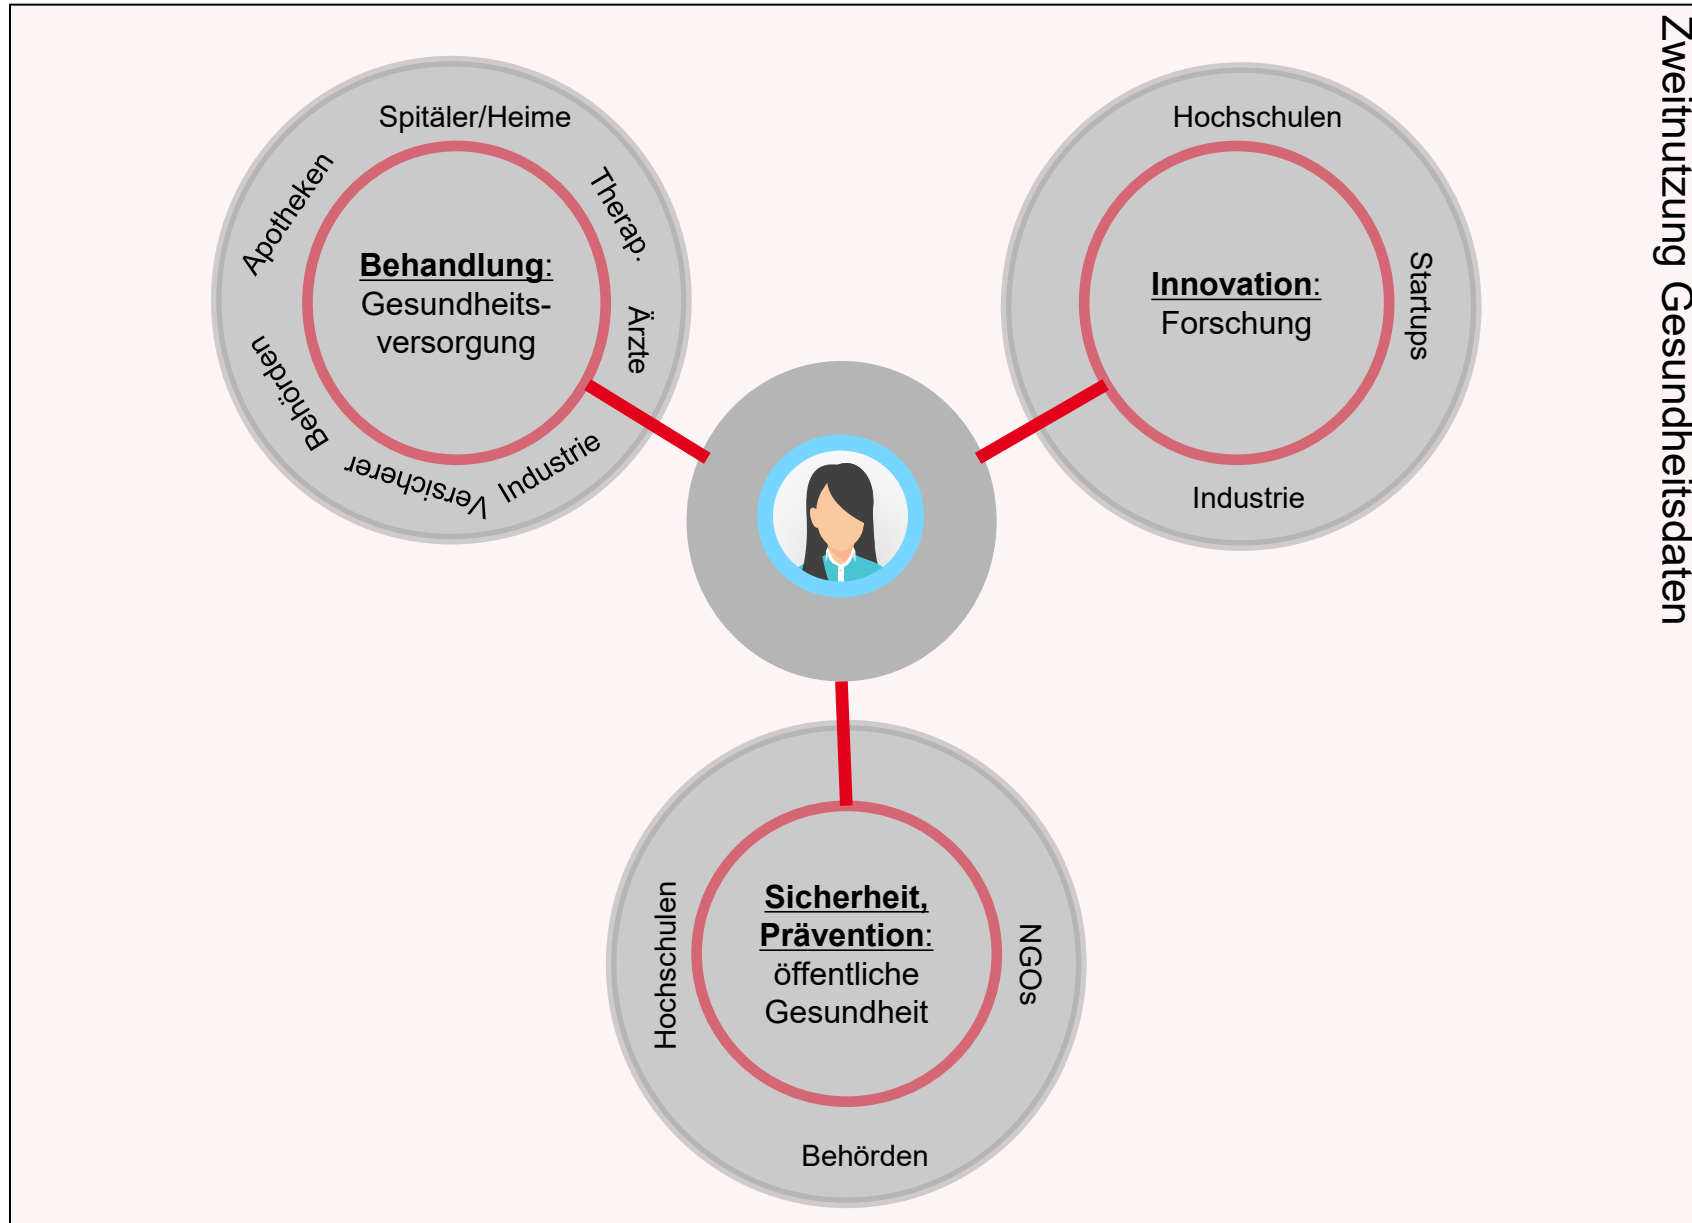 Zweitnutzung Gesundheitsdaten
Spitäler/Heime
Therap.
Ärzte
Industrie
Versicherer
Behörden
Apotheken
Behandlung:
Gesundheits-
versorgung
Hochschulen
Startups
Industrie
Innovation:
Forschung
Hochschulen
NGOs
Behörden
Sicherheit,
Prävention:
öffentliche
Gesundheit